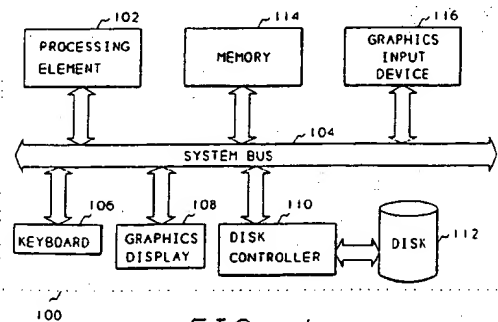 102
PROCESSING
ELEMENT
114
MEMORY
116
GRAPHICS
INPUT
DEVICE
104
SYSTEM BUS
106
KEYBOARD
108
GRAPHICS
DISPLAY
110
DISK
CONTROLLER
DISK
112
100